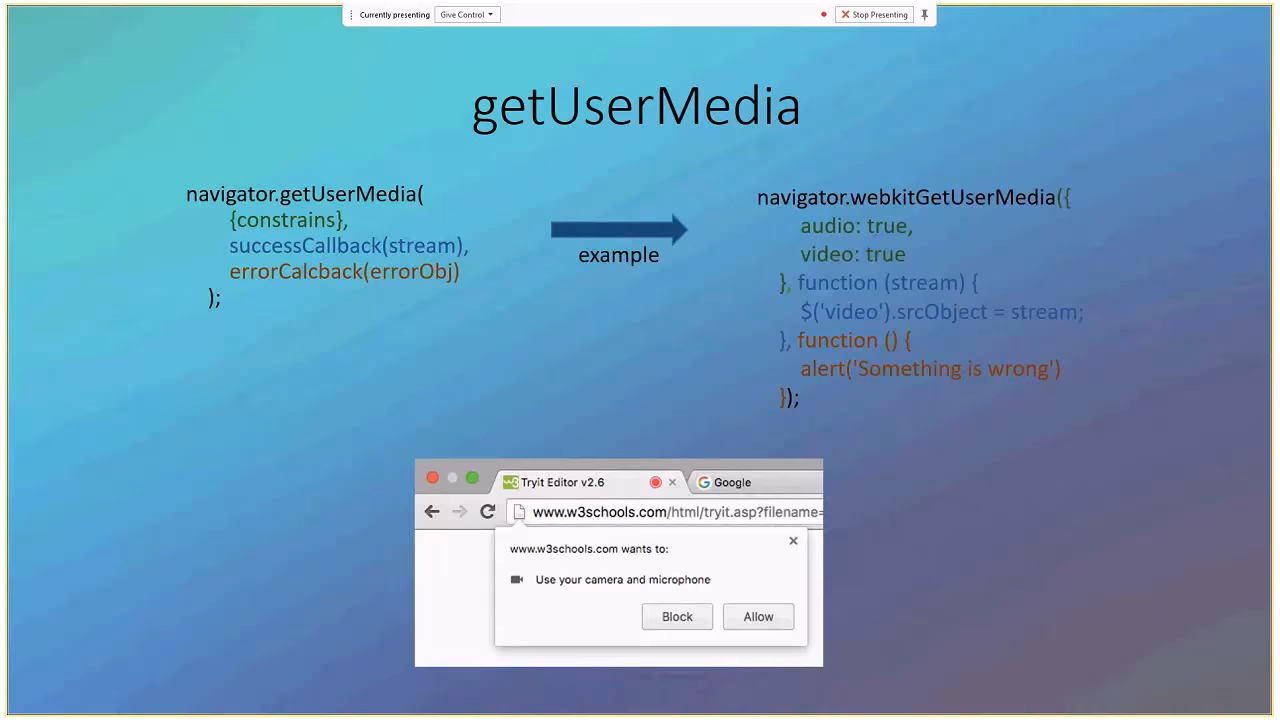 Currently presenting
Give Control
Stop Presenting
getUserMedia
navigator.getUserMedia(
{constrains},
successCallback(stream),
errorCalcback(errorObj)
);
example
navigator.webkitGetUserMedia({
audio: true,
video: true
}, function (stream) {
$('video').srcObject = stream;
}, function () {
alert('Something is wrong')
});
Tryit Editor v2.6
Google
www.w3schools.com/html/tryit.asp?filename=
www.w3schools.com wants to:
Use your camera and microphone
Block
Allow